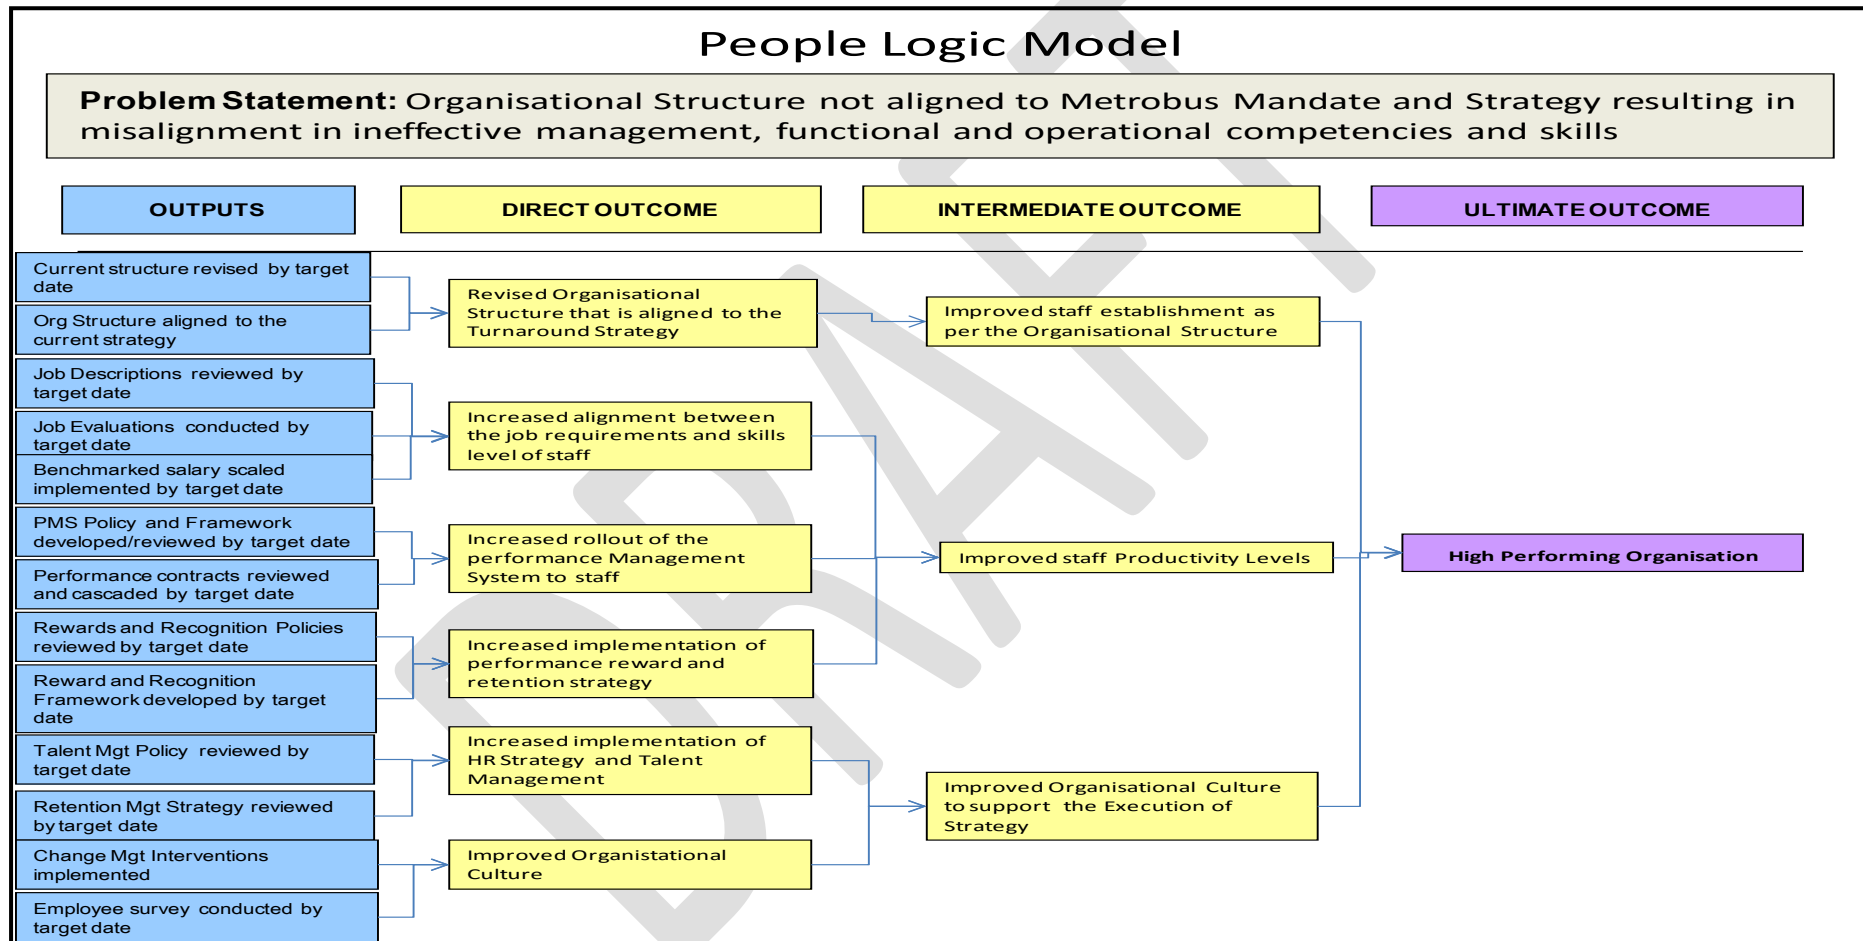 People Logic Model
Problem Statement: Organisational Structure not aligned to Metrobus Mandate and Strategy resulting in
misalignment in ineffective management, functional and operational competencies and skills
OUTPUTS
DIRECT OUTCOME
INTERMEDIATE OUTCOME
ULTIMATE OUTCOME
Current structure revised by target
date
Org Structure aligned to the
current strategy
Job Descriptions reviewed by
target date
Job Evaluations conducted by
target date
Benchmarked salary scaled
implemented by target date
PMS Policy and Framework
developed/reviewed by target date
Performance contracts reviewed
and cascaded by target date
Rewards and Recognition Policies
reviewed by target date
Reward and Recognition
Framework developed by target
date
Talent Mgt Policy reviewed by
target date
Retention Mgt Strategy reviewed
by target date
Change Mgt Interventions
implemented
Employee survey conducted by
target date
Revised Organisational
Structure that is aligned to the
Turnaround Strategy
Increased alignment between
the job requirements and skills
level of staff
Increased rollout of the
performance Management
System to staff
Increased implementation of
performance reward and
retention strategy
Increased implementation of
HR Strategy and Talent
Management
Improved Organistational
Culture
Improved staff establishment as
per the Organisational Structure
Improved staff Productivity Levels
Improved Organisational Culture
to support the Execution of
Strategy
High Performing Organisation
DRAFT